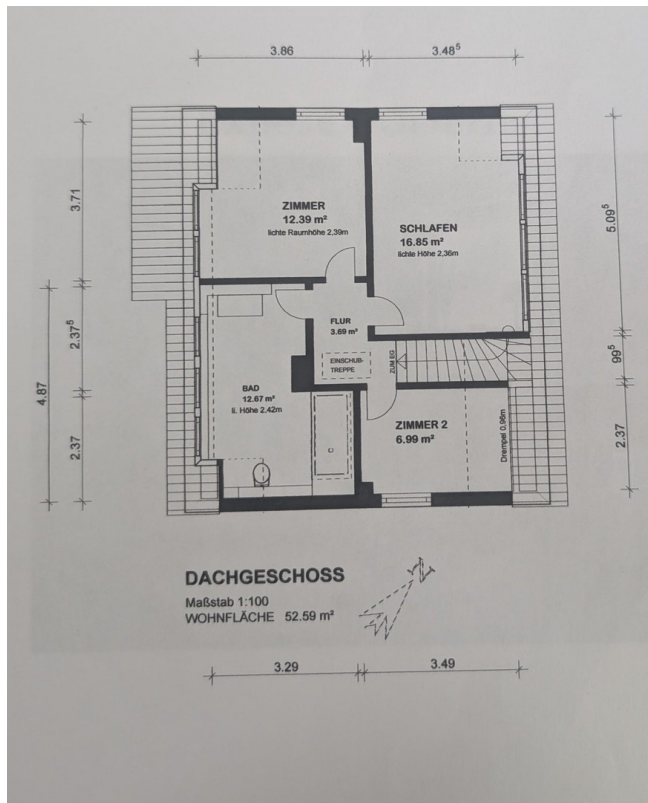 3.86
3.48⁵
3.71
ZIMMER
12.39 m²
lichte Raumhöhe 2,39m
SCHLAFEN
16.85 m²
lichte Höhe 2,36m
5.09⁵
2.37⁵
4.87
FLUR
3.69 m²
EINSCHUB-
TREPPE
ZUM EG
99⁵
BAD
12.67 m²
li. Höhe 2,42m
ZIMMER 2
6.99 m²
Drempel 0,96m
2.37
2.37
DACHGESCHOSS
Maßstab 1:100
WOHNFLÄCHE 52.59 m²
N
3.29
3.49